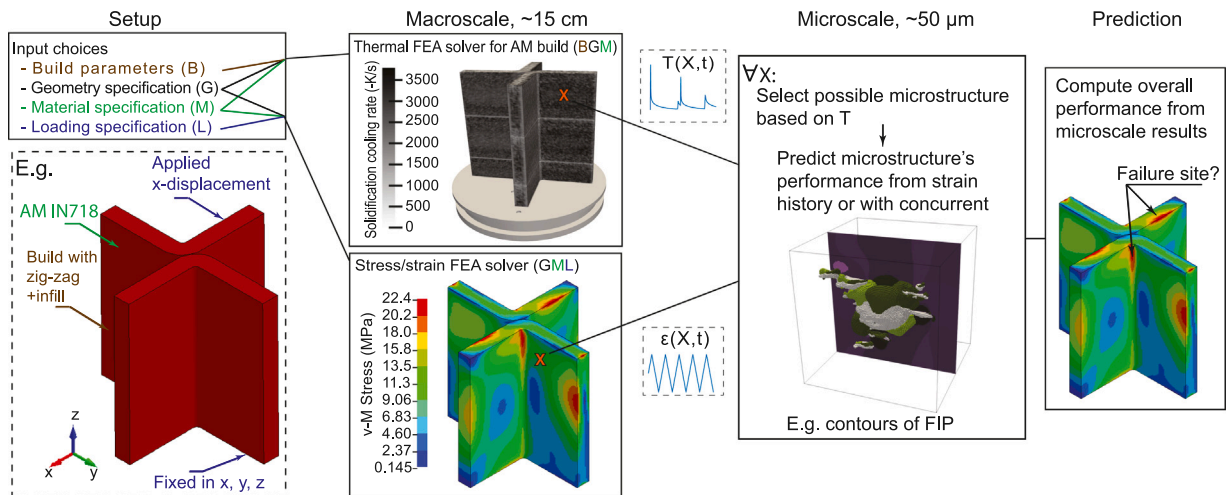 Setup
Input choices
- Build parameters (B)
- Geometry specification (G)
- Material specification (M)
- Loading specification (L)
E.g.
Applied
x-displacement
AM IN718
Build with
zig-zag
+infill
z
x
y
Fixed in x, y, z
Macroscale, ~15 cm
Thermal FEA solver for AM build (BGM)
Solidification cooling rate (-K/s)
3500
3000
2500
2000
1500
1000
500
0
X
Stress/strain FEA solver (GML)
v-M Stress (MPa)
22.4
20.2
18.0
15.8
13.5
11.3
9.06
6.83
4.60
2.37
0.145
X
T(X,t)
ε(X,t)
Microscale, ~50 μm
∀X:
Select possible microstructure
based on T
Predict microstructure's
performance from strain
history or with concurrent
E.g. contours of FIP
Prediction
Compute overall
performance from
microscale results
Failure site?